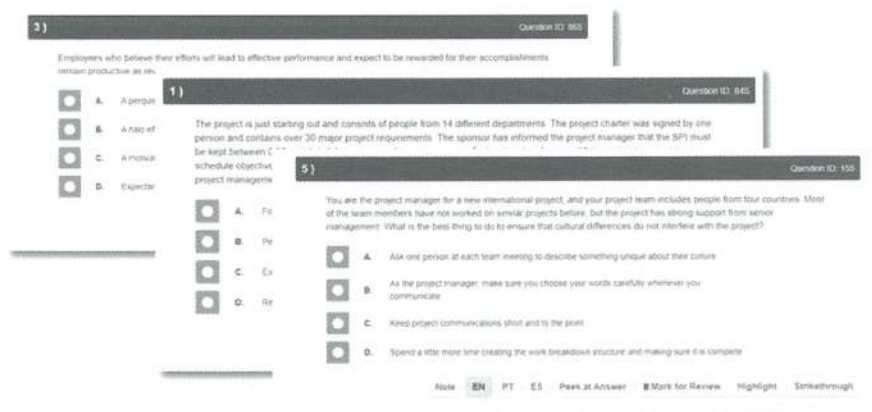 3 )
Question ID: 865
Employees who believe their efforts will lead to effective performance and expect to be rewarded for their accomplishments
remain productive as
A.
B.
C.
D.
1 )
Question ID: 845
The project is just starting out and consists of people from 14 different departments. The project charter was signed by one
person and contains over 30 major project requirements. The sponsor has informed the project manager that the SPI must
be kept between
schedule objective
project manageme
A. Fo
B. Pe
C. Ex
D. Re
5 )
Question ID: 155
You are the project manager for a new international project, and your project team includes people from four countries. Most
of the team members have not worked on similar projects before, but the project has strong support from senior
management. What is the best thing to do to ensure that cultural differences do not interfere with the project?
A. Ask one person at each team meeting to describe something unique about their culture
B. As the project manager, make sure you choose your words carefully whenever you
communicate
C. Keep project communications short and to the point
D. Spend a little more time creating the work breakdown structure and making sure it is complete
Note EN PT ES Peek at Answer Mark for Review Highlight Strikethrough